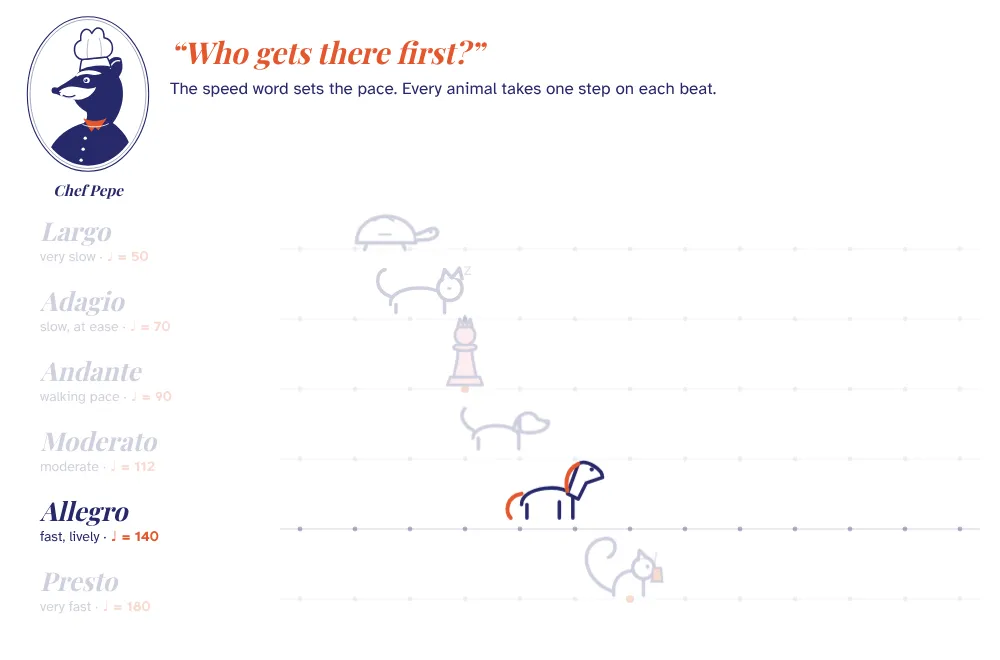 “Who gets there first?”
The speed word sets the pace. Every animal takes one step on each beat.
Chef Pepe
Largo
very slow · ♩ = 50
z
Adagio
slow, at ease · ♩ = 70
Andante
walking pace · ♩ = 90
Moderato
moderate · ♩ = 112
Allegro
fast, lively · ♩ = 140
Presto
very fast · ♩ = 180